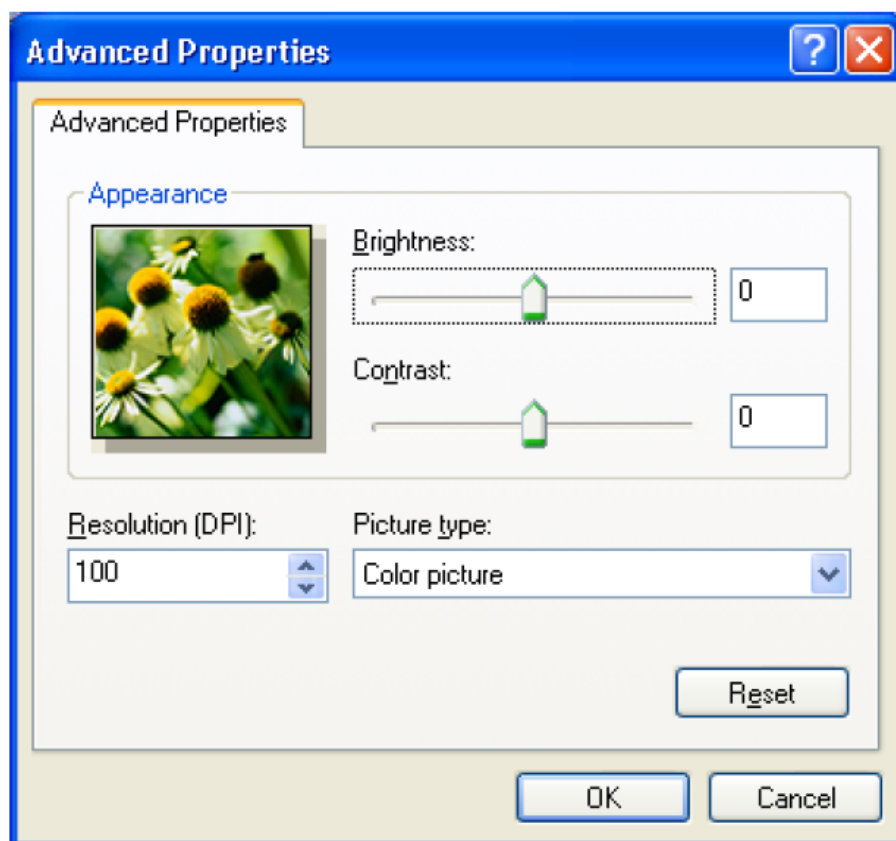 Advanced Properties
Advanced Properties
Appearance
Brightness:
0
Contrast:
0
Resolution (DPI):
100
Picture type:
Color picture
Reset
OK
Cancel